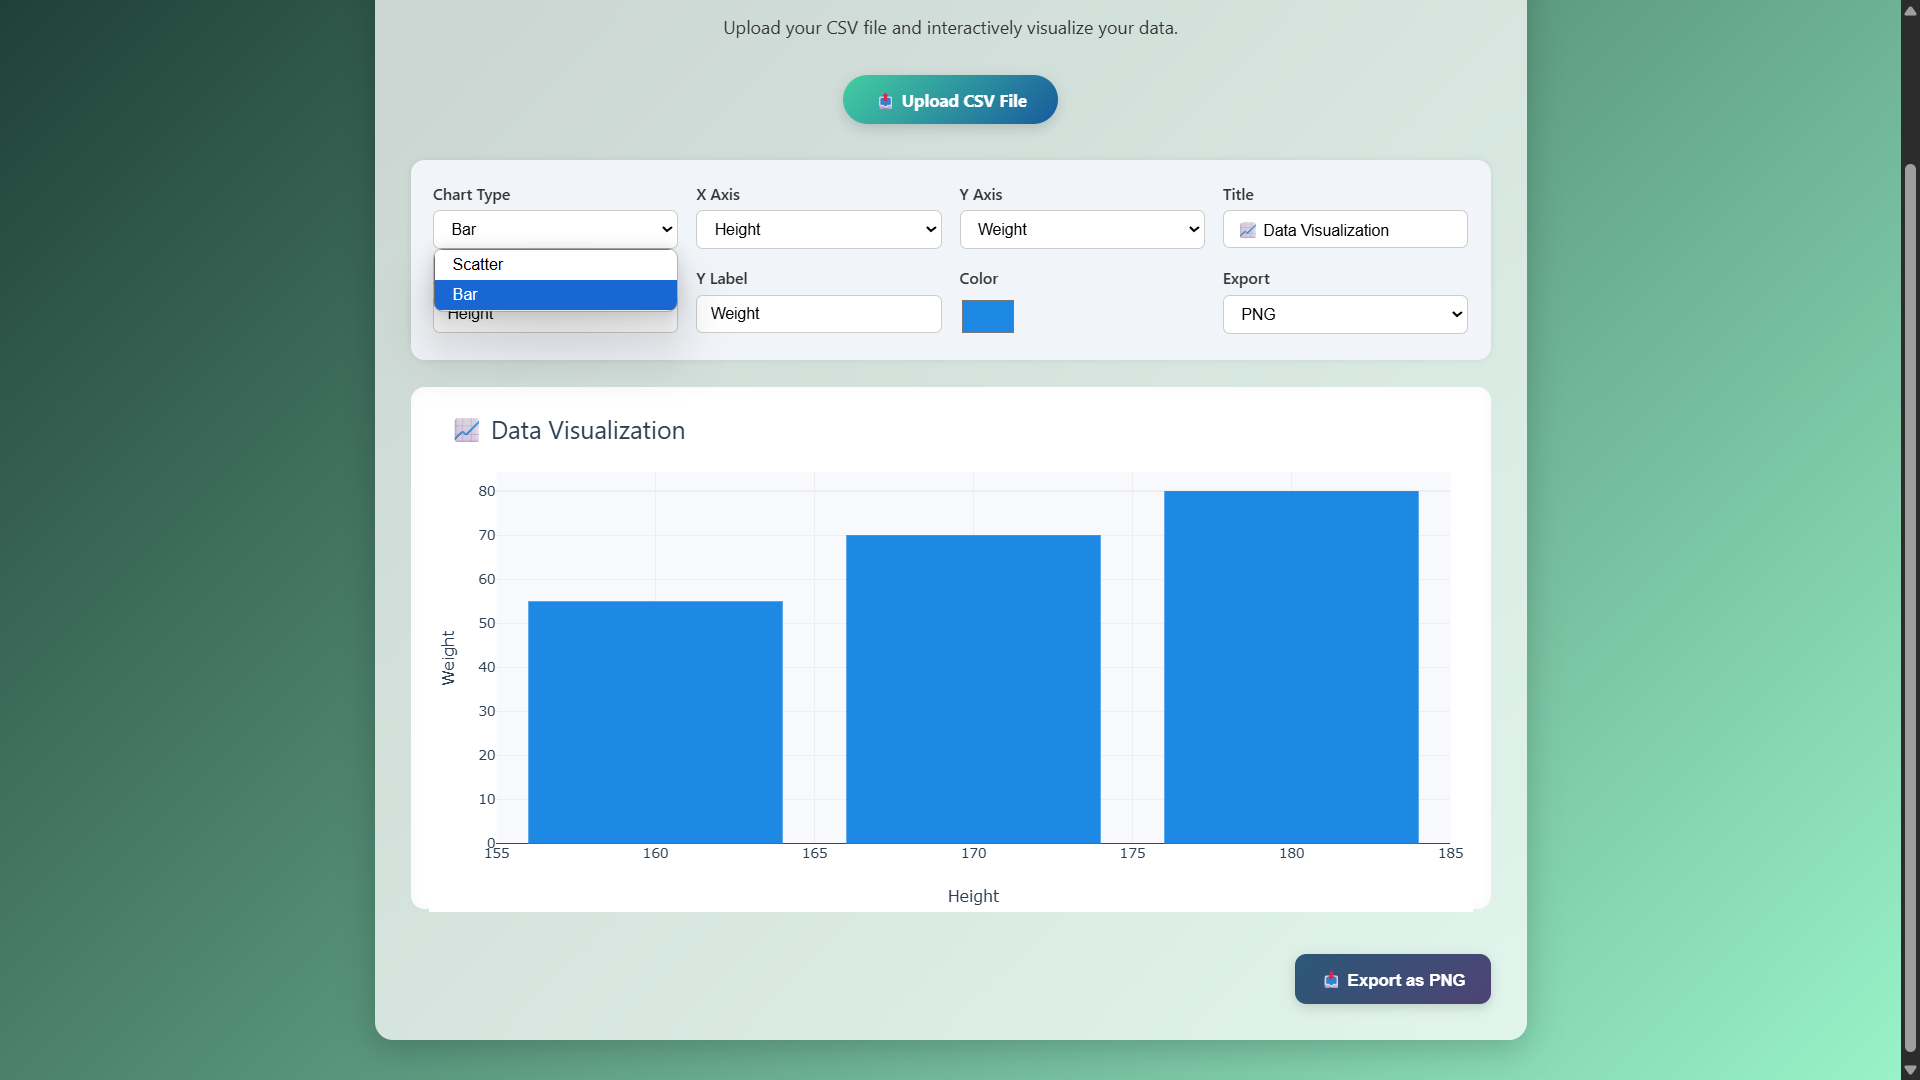 Upload your CSV file and interactively visualize your data.
📤 Upload CSV File
Chart Type
X Axis
Y Axis
Title
Bar
Height
Weight
📈 Data Visualization
Scatter
Bar
Y Label
Color
Export
Height
Weight
PNG
📈 Data Visualization
80
70
60
50
40
30
20
10
0
Weight
155 160 165 170 175 180 185
Height
📤 Export as PNG